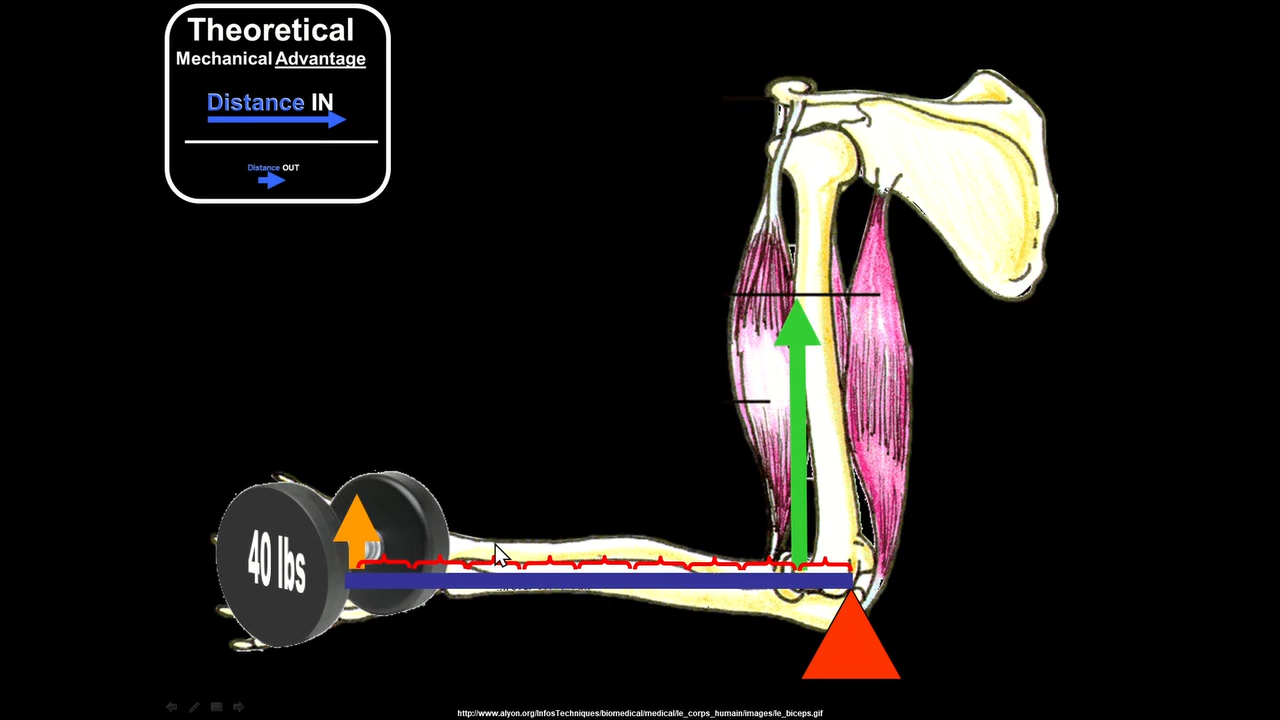 Theoretical
Mechanical Advantage
Distance IN
Distance OUT
40 lbs
http://www.alyon.org/InfosTechniques/biomedical/medical/le_corps_humain/images/le_biceps.gif